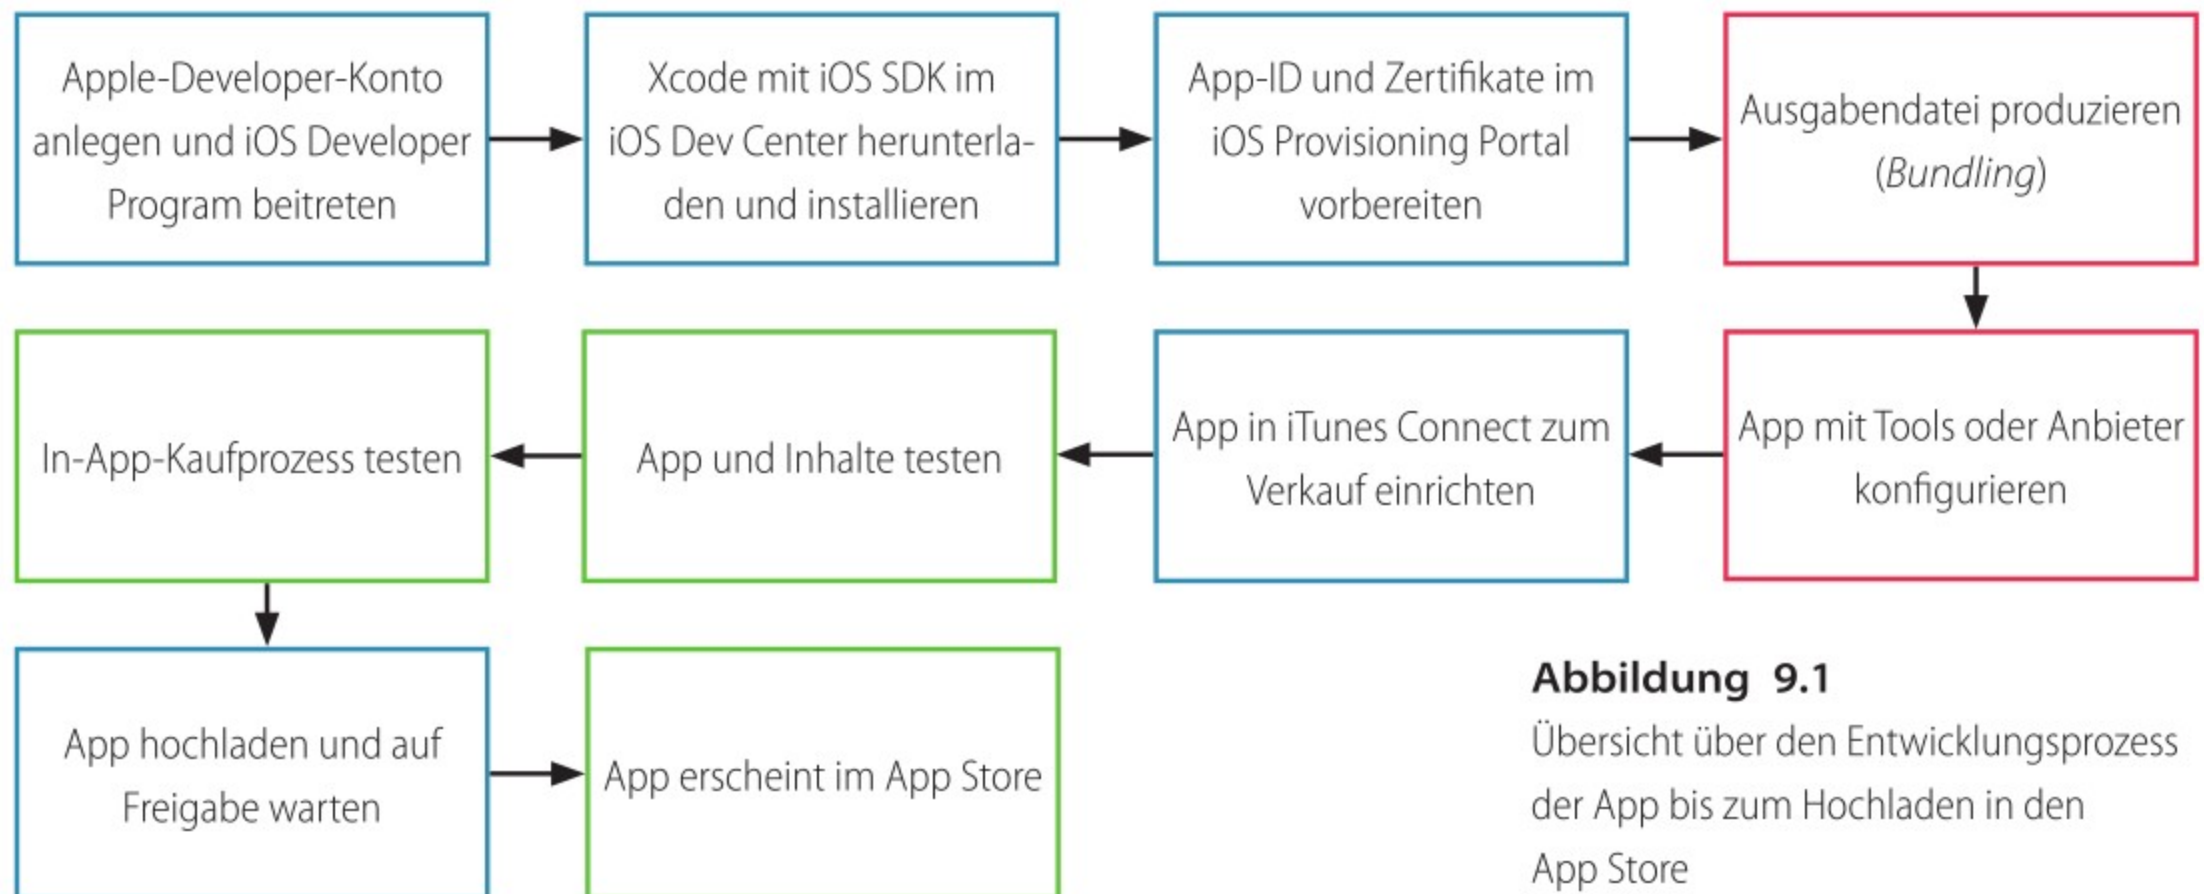 Apple-Developer-Konto
anlegen und iOS Developer
Program beitreten
Xcode mit iOS SDK im
iOS Dev Center herunterla-
den und installieren
App-ID und Zertifikate im
iOS Provisioning Portal
vorbereiten
Ausgabendatei produzieren
(Bundling)
App mit Tools oder Anbieter
konfigurieren
App in iTunes Connect zum
Verkauf einrichten
App und Inhalte testen
In-App-Kaufprozess testen
App hochladen und auf
Freigabe warten
App erscheint im App Store
Abbildung 9.1
Übersicht über den Entwicklungsprozess
der App bis zum Hochladen in den
App Store